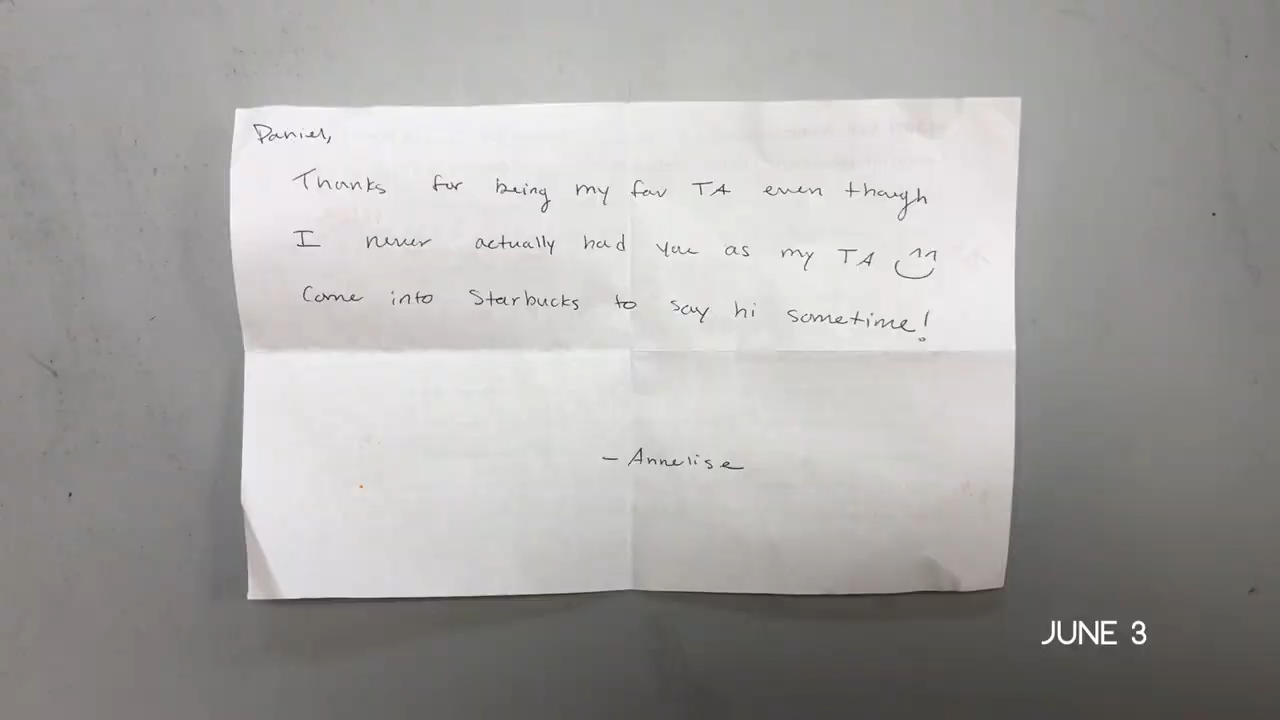 Daniel,
Thanks for being my fav TA even though
I never actually had you as my TA
Come into Starbucks to say hi sometime!
- Annelise
JUNE 3